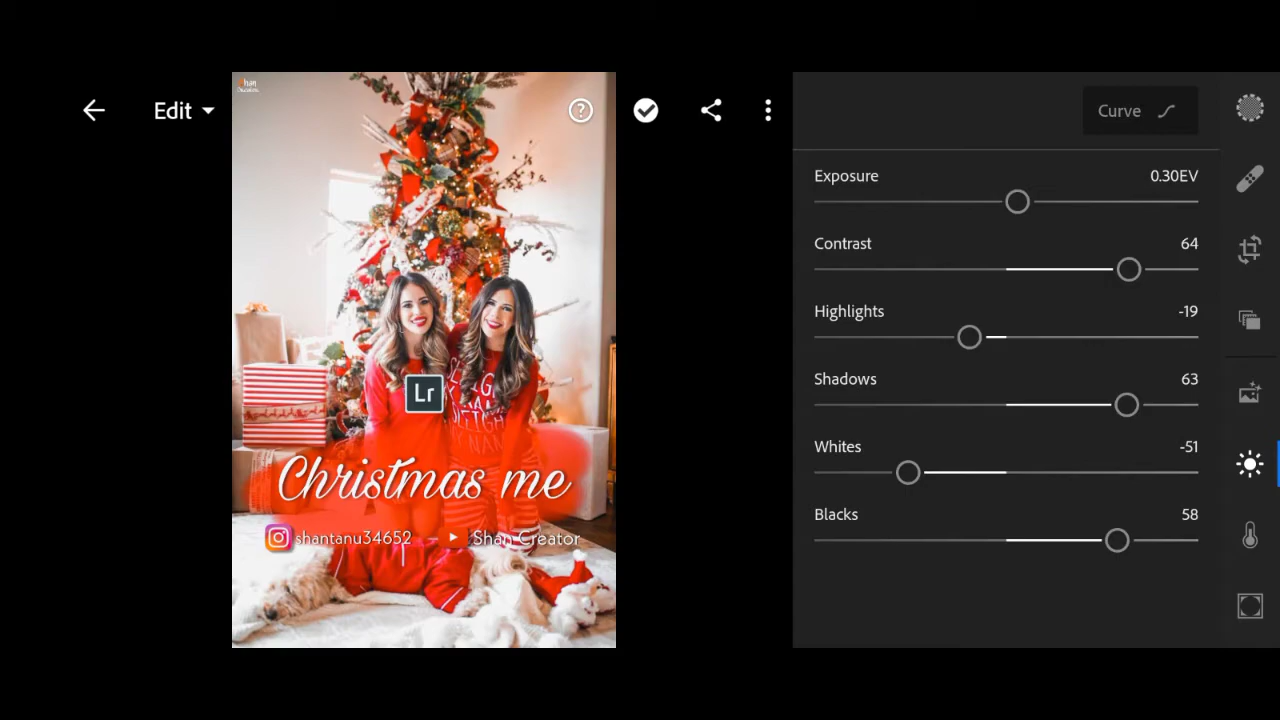 Edit
Curve
Exposure 0.30EV
Contrast 64
Highlights -19
Shadows 63
Whites -51
Blacks 58
Shan
Lr
Christmas me
shantanu34652
Shan Creator